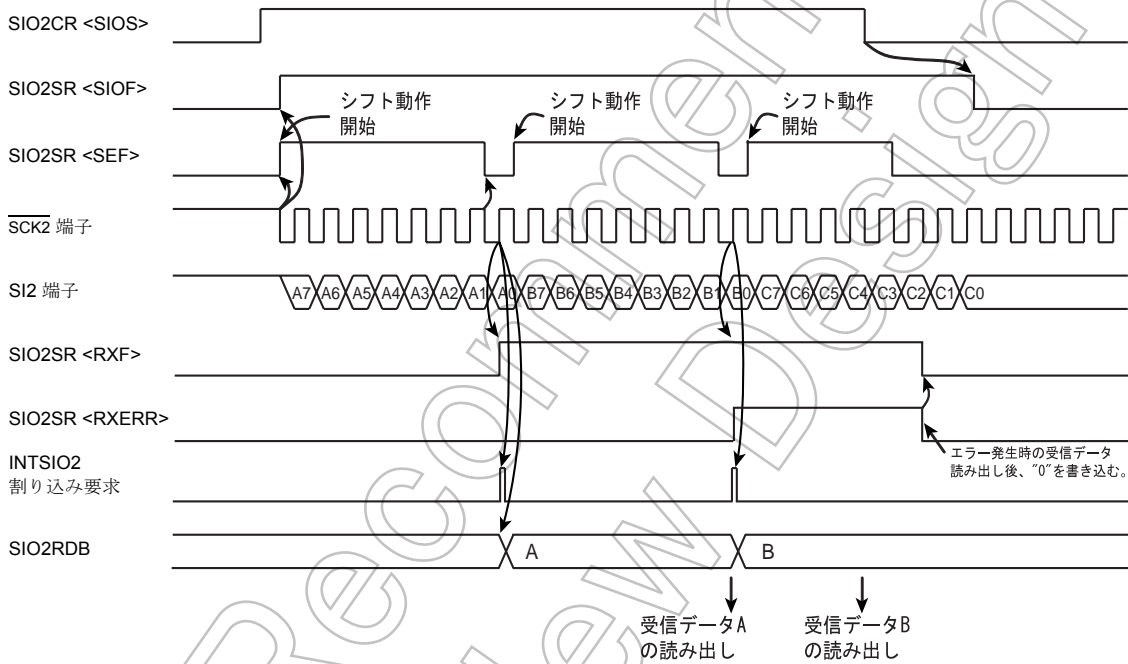 SIO2CR <SIOS>
SIO2SR <SIOF>
シフト動作
開始
シフト動作
開始
シフト動作
開始
SIO2SR <SEF>
SCK2 端子
SI2 端子
A7 A6 A5 A4 A3 A2 A1 A0 B7 B6 B5 B4 B3 B2 B1 B0 C7 C6 C5 C4 C3 C2 C1 C0
SIO2SR <RXF>
SIO2SR <RXERR>
エラー発生時の受信データ
読み出し後、"0"を書き込む。
INTSIO2
割り込み要求
SIO2RDB
A B
受信データA
の読み出し
受信データB
の読み出し
Recommen
New Design